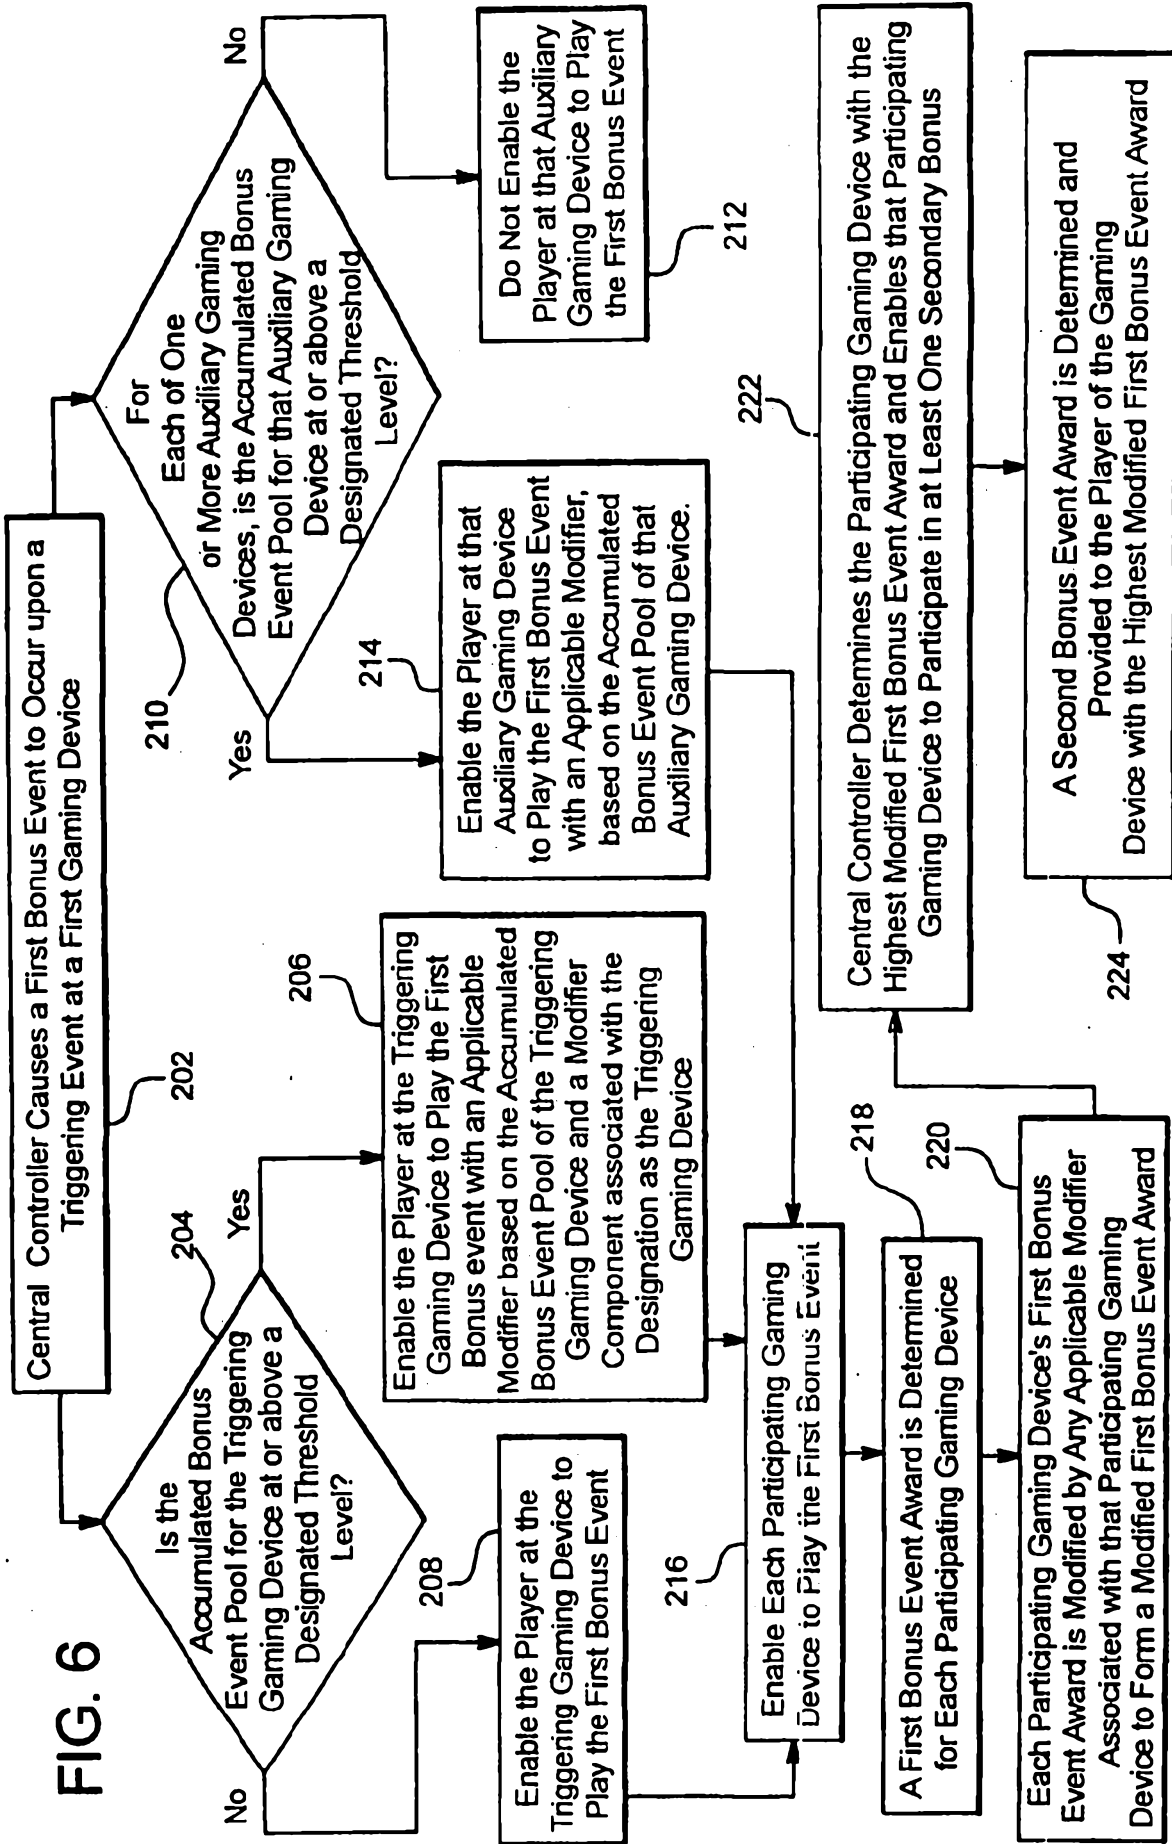 FIG. 6
Central Controller Causes a First Bonus Event to Occur upon a
Triggering Event at a First Gaming Device
202
204
Is the
Accumulated Bonus
Event Pool for the Triggering
Gaming Device at or above a
Designated Threshold
Level?
No
Yes
206
Enable the Player at the Triggering
Gaming Device to Play the First
Bonus event with an Applicable
Modifier based on the Accumulated
Bonus Event Pool of the Triggering
Gaming Device and a Modifier
Component associated with the
Designation as the Triggering
Gaming Device
208
Enable the Player at the
Triggering Gaming Device to
Play the First Bonus Event
210
For
Each of One
or More Auxiliary Gaming
Devices, is the Accumulated Bonus
Event Pool for that Auxiliary Gaming
Device at or above a
Designated Threshold
Level?
Yes
No
214
Enable the Player at that
Auxiliary Gaming Device
to Play the First Bonus Event
with an Applicable Modifier,
based on the Accumulated
Bonus Event Pool of that
Auxiliary Gaming Device.
Do Not Enable the
Player at that Auxiliary
Gaming Device to Play
the First Bonus Event
212
216
Enable Each Participating Gaming
Device to Play the First Bonus Event
218
A First Bonus Event Award is Determined
for Each Participating Gaming Device
220
Each Participating Gaming Device's First Bonus
Event Award is Modified by Any Applicable Modifier
Associated with that Participating Gaming
Device to Form a Modified First Bonus Event Award
222
Central Controller Determines the Participating Gaming Device with the
Highest Modified First Bonus Event Award and Enables that Participating
Gaming Device to Participate in at Least One Secondary Bonus
224
A Second Bonus Event Award is Determined and
Provided to the Player of the Gaming
Device with the Highest Modified First Bonus Event Award